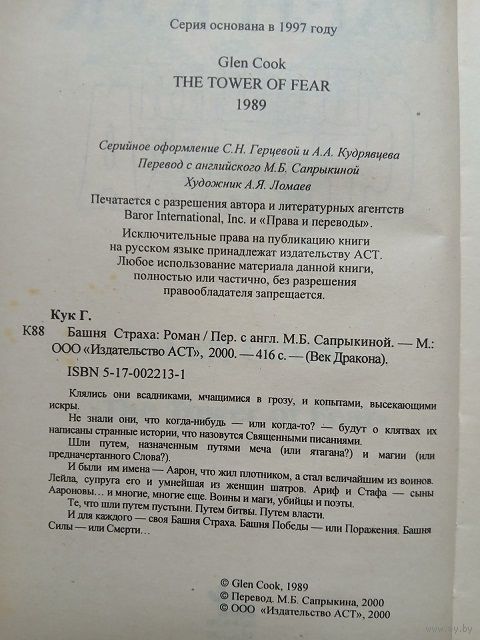 Серия основана в 1997 году
Glen Cook
THE TOWER OF FEAR
1989
Серийное оформление С.Н. Герцевой и А.А. Кудрявцева
Перевод с английского М.Б. Сапрыкиной
Художник А.Я. Ломаев
Печатается с разрешения автора и литературных агентств
Baror International, Inc. и «Права и переводы».
Исключительные права на публикацию книги
на русском языке принадлежат издательству АСТ.
Любое использование материала данной книги,
полностью или частично, без разрешения
правообладателя запрещается.
Кук Г.
К88 Башня Страха: Роман / Пер. с англ. М.Б. Сапрыкиной. — М.:
ООО «Издательство АСТ», 2000. — 416 с. — (Век Дракона).
ISBN 5-17-002213-1
Клялись они всадниками, мчащимися в грозу, и копытами, высекающими
искры.
Не знали они, что когда-нибудь — или когда-то? — будут о клятвах их
написаны странные истории, что назовутся Священными писаниями.
Шли путем, назначенным путями меча (или ятагана?) и магии (или
предначертанного Слова?).
И были им имена — Аарон, что жил плотником, а стал величайшим из воинов.
Лейла, супруга его и умнейшая из женщин шатров. Ариф и Стафа — сыны
Аароновы... и многие, многие еще. Воины и маги, убийцы и поэты.
Те, что шли путем пустыни. Путем битвы. Путем власти.
И для каждого — своя Башня Страха. Башня Победы — или Поражения. Башня
Силы — или Смерти...
© Glen Cook, 1989
© Перевод. М.Б. Сапрыкина, 2000
© ООО «Издательство АСТ», 2000